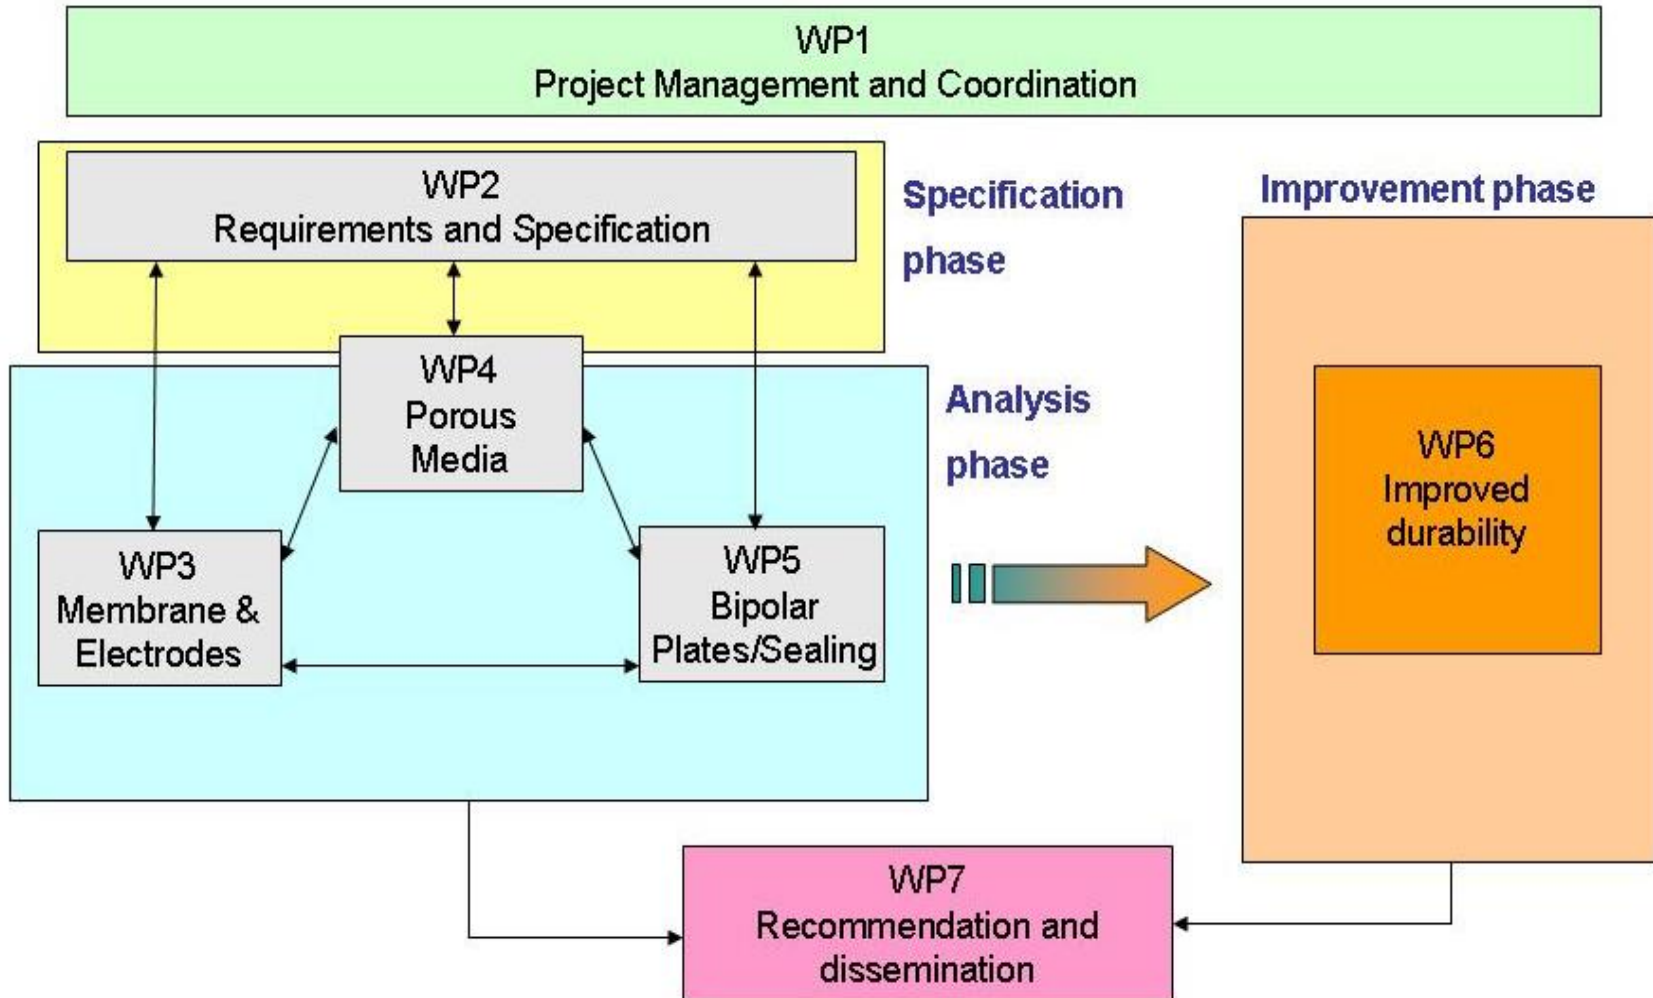 WP1
Project Management and Coordination
WP2
Requirements and Specification
Specification
phase
Improvement phase
WP4
Porous
Media
Analysis
phase
WP6
Improved
durability
WP3
Membrane &
Electrodes
WP5
Bipolar
Plates/Sealing
WP7
Recommendation and
dissemination